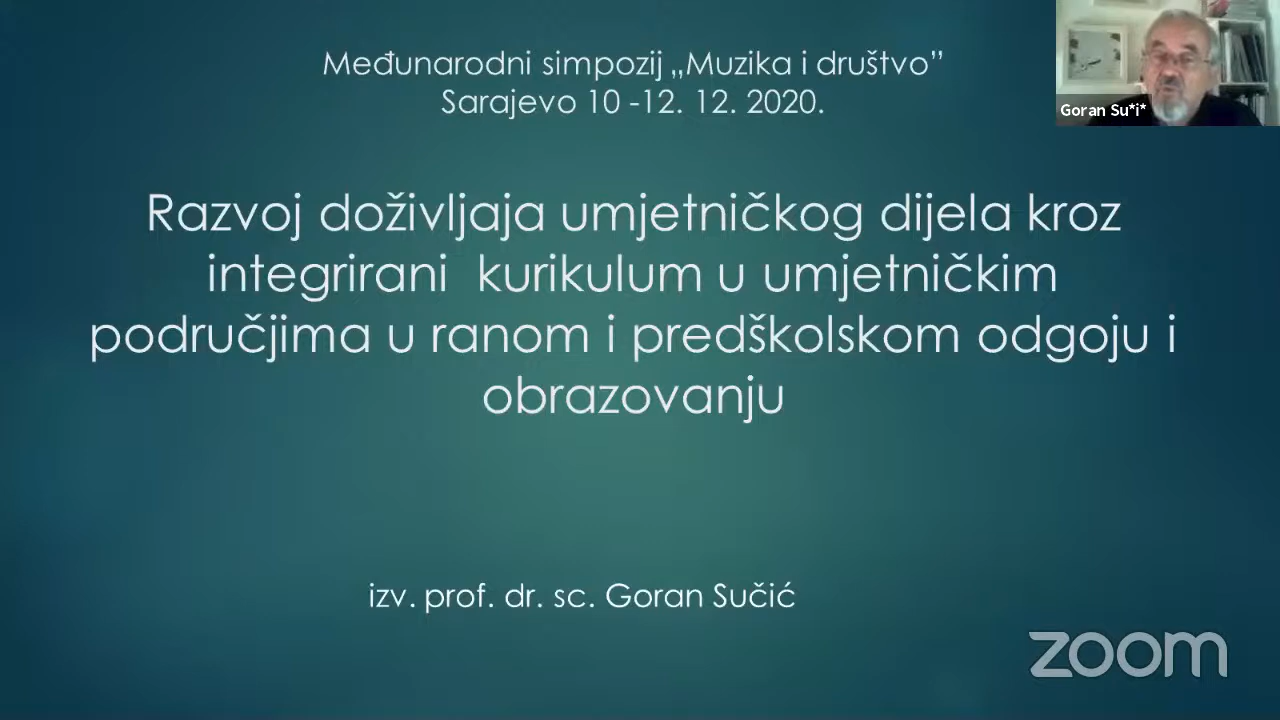 Međunarodni simpozij „Muzika i društvo”
Sarajevo 10 -12. 12. 2020.
Goran Su*i*
Razvoj doživljaja umjetničkog dijela kroz
integrirani kurikulum u umjetničkim
područjima u ranom i predškolskom odgoju i
obrazovanju
izv. prof. dr. sc. Goran Sučić
zoom